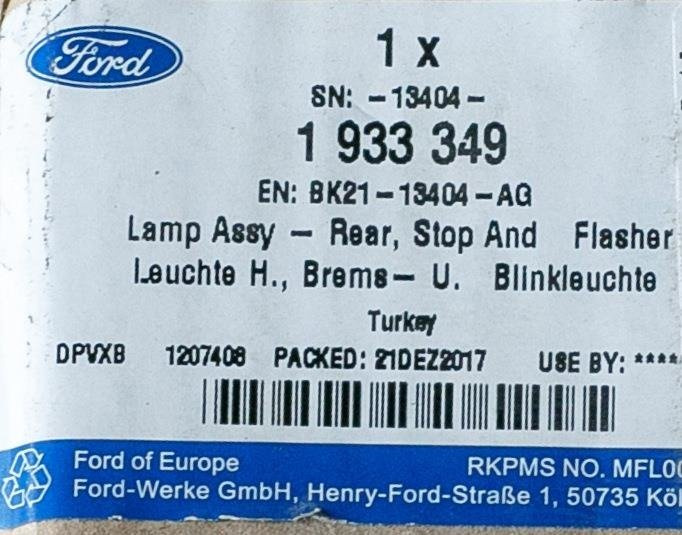 Ford
1 x
SN: -13404-
1 933 349
EN: BK21-13404-AG
Lamp Assy - Rear, Stop And Flasher
Leuchte H., Brems- U. Blinkleuchte
Turkey
DPVXB 1207408 PACKED: 21DEZ2017 USE BY: ****
Ford of Europe RKPMS NO. MFL00
Ford-Werke GmbH, Henry-Ford-Straße 1, 50735 Köl